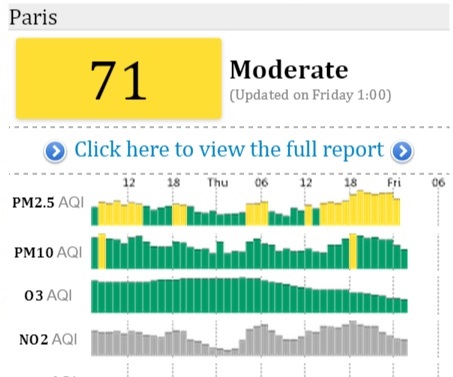 Paris
71
Moderate
(Updated on Friday 1:00)
Click here to view the full report
12 18 Thu 06 12 18 Fri 06
PM2.5 AQI
PM10 AQI
O3 AQI
NO2 AQI